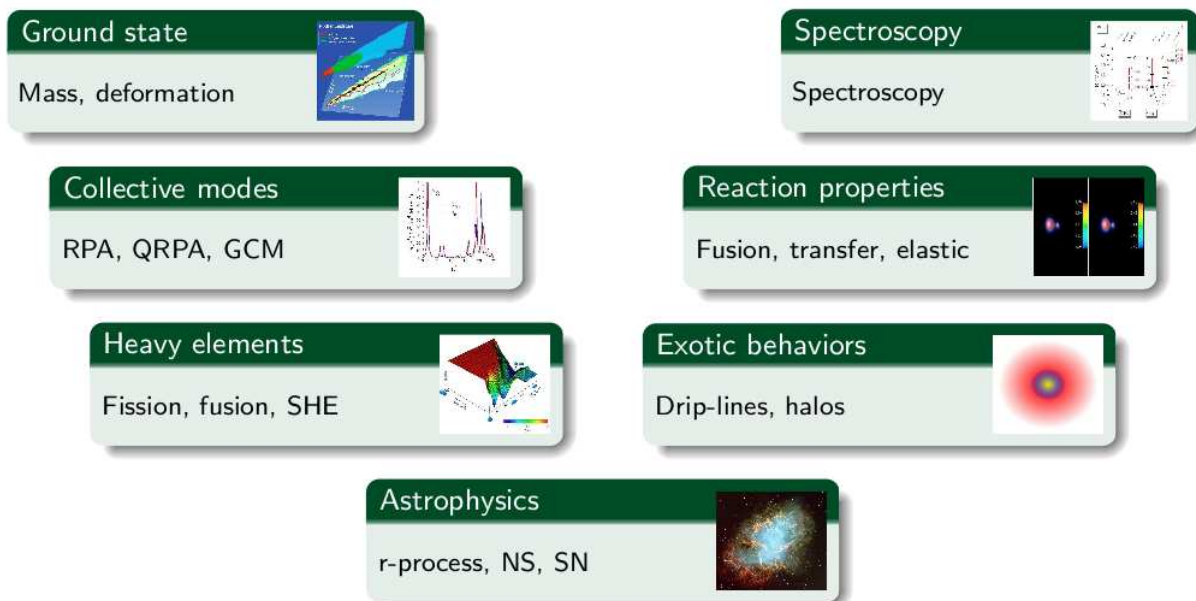 Ground state
Mass, deformation
Spectroscopy
Spectroscopy
Collective modes
RPA, QRPA, GCM
Reaction properties
Fusion, transfer, elastic
Heavy elements
Fission, fusion, SHE
Exotic behaviors
Drip-lines, halos
Astrophysics
r-process, NS, SN